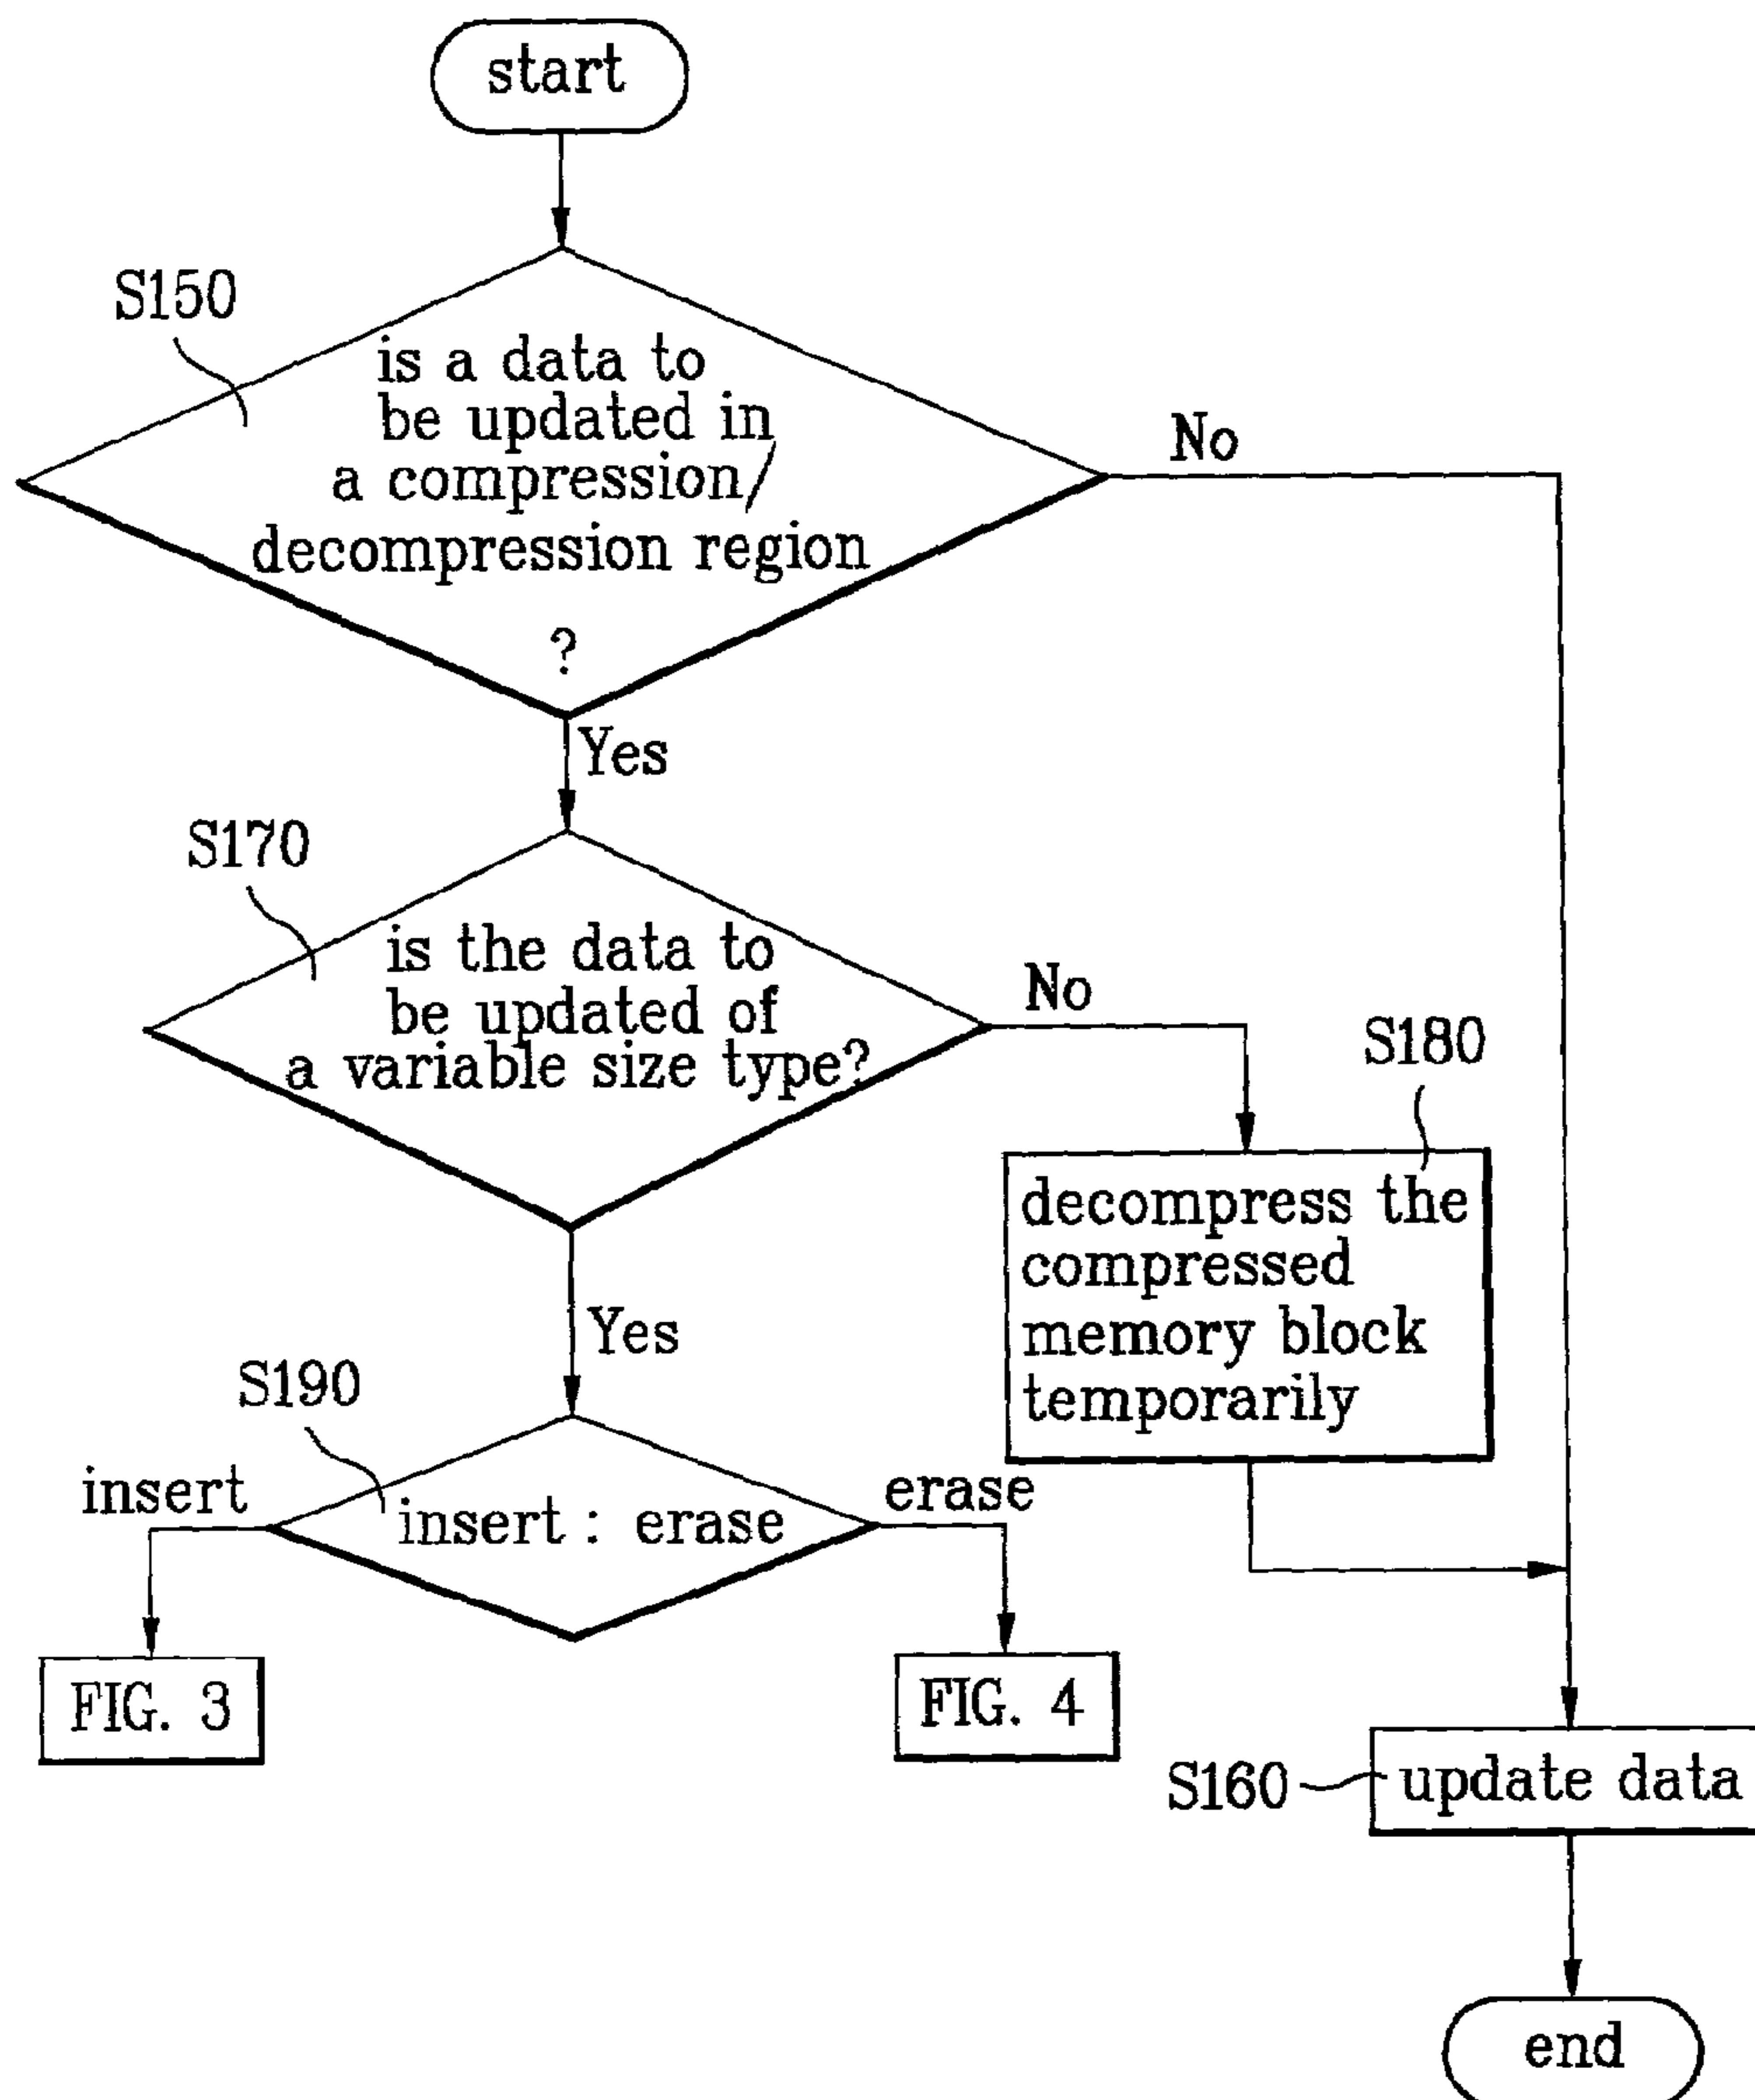 start
S150
is a data to
be updated in
a compression/
decompression region
?
No
Yes
S170
is the data to
be updated of
a variable size type?
No
S180
decompress the
compressed
memory block
temporarily
Yes
S190
insert
insert : erase
erase
FIG. 3
FIG. 4
S160
update data
end